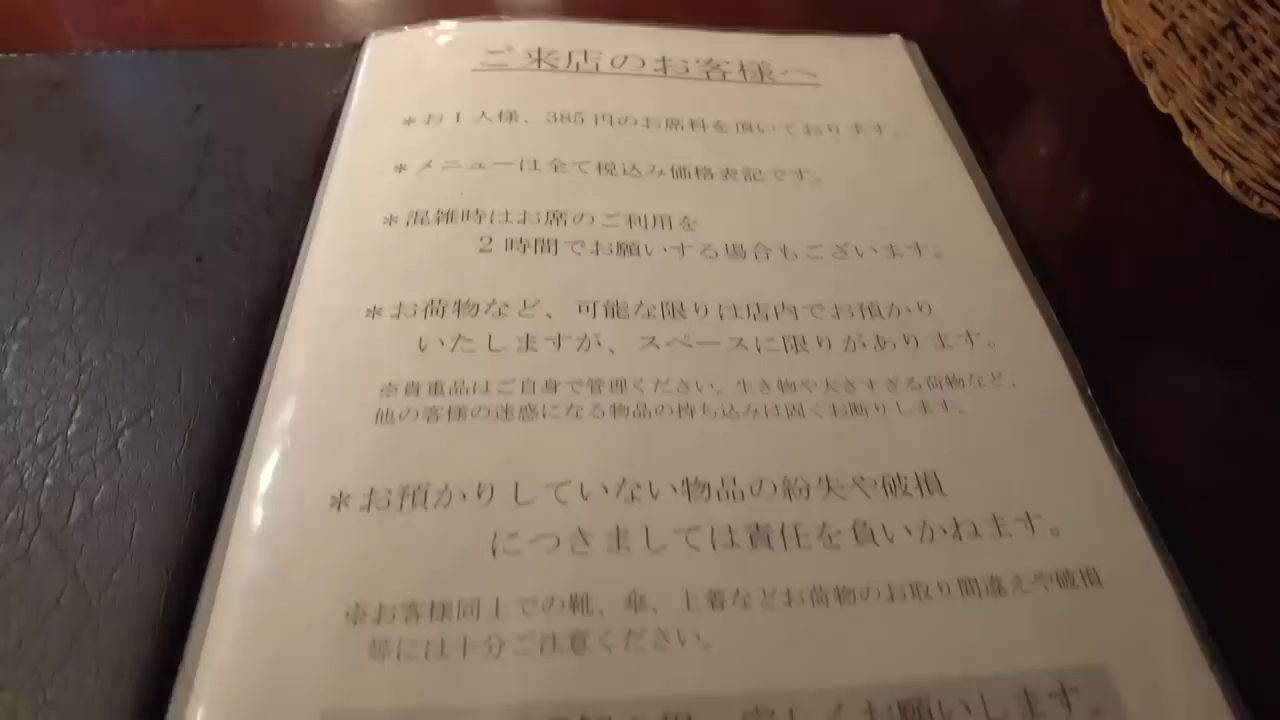 ご来店のお客様へ
＊お1人様、385円のお席料を頂いております。
＊メニューは全て税込み価格表記です。
＊混雑時はお席のご利用を
2時間でお願いする場合もございます。
＊お荷物など、可能な限りは店内でお預かり
いたしますが、スペースに限りがあります。
※貴重品はご自身で管理ください。生き物や大きすぎる荷物など、
他の客様の迷惑になる物品の持ち込みは固くお断りします。
＊お預かりしていない物品の紛失や破損
につきましては責任を負いかねます。
※お客様同士での靴、傘、上着などお荷物のお取り間違えや破損
等には十分ご注意ください。
しくお願いします。